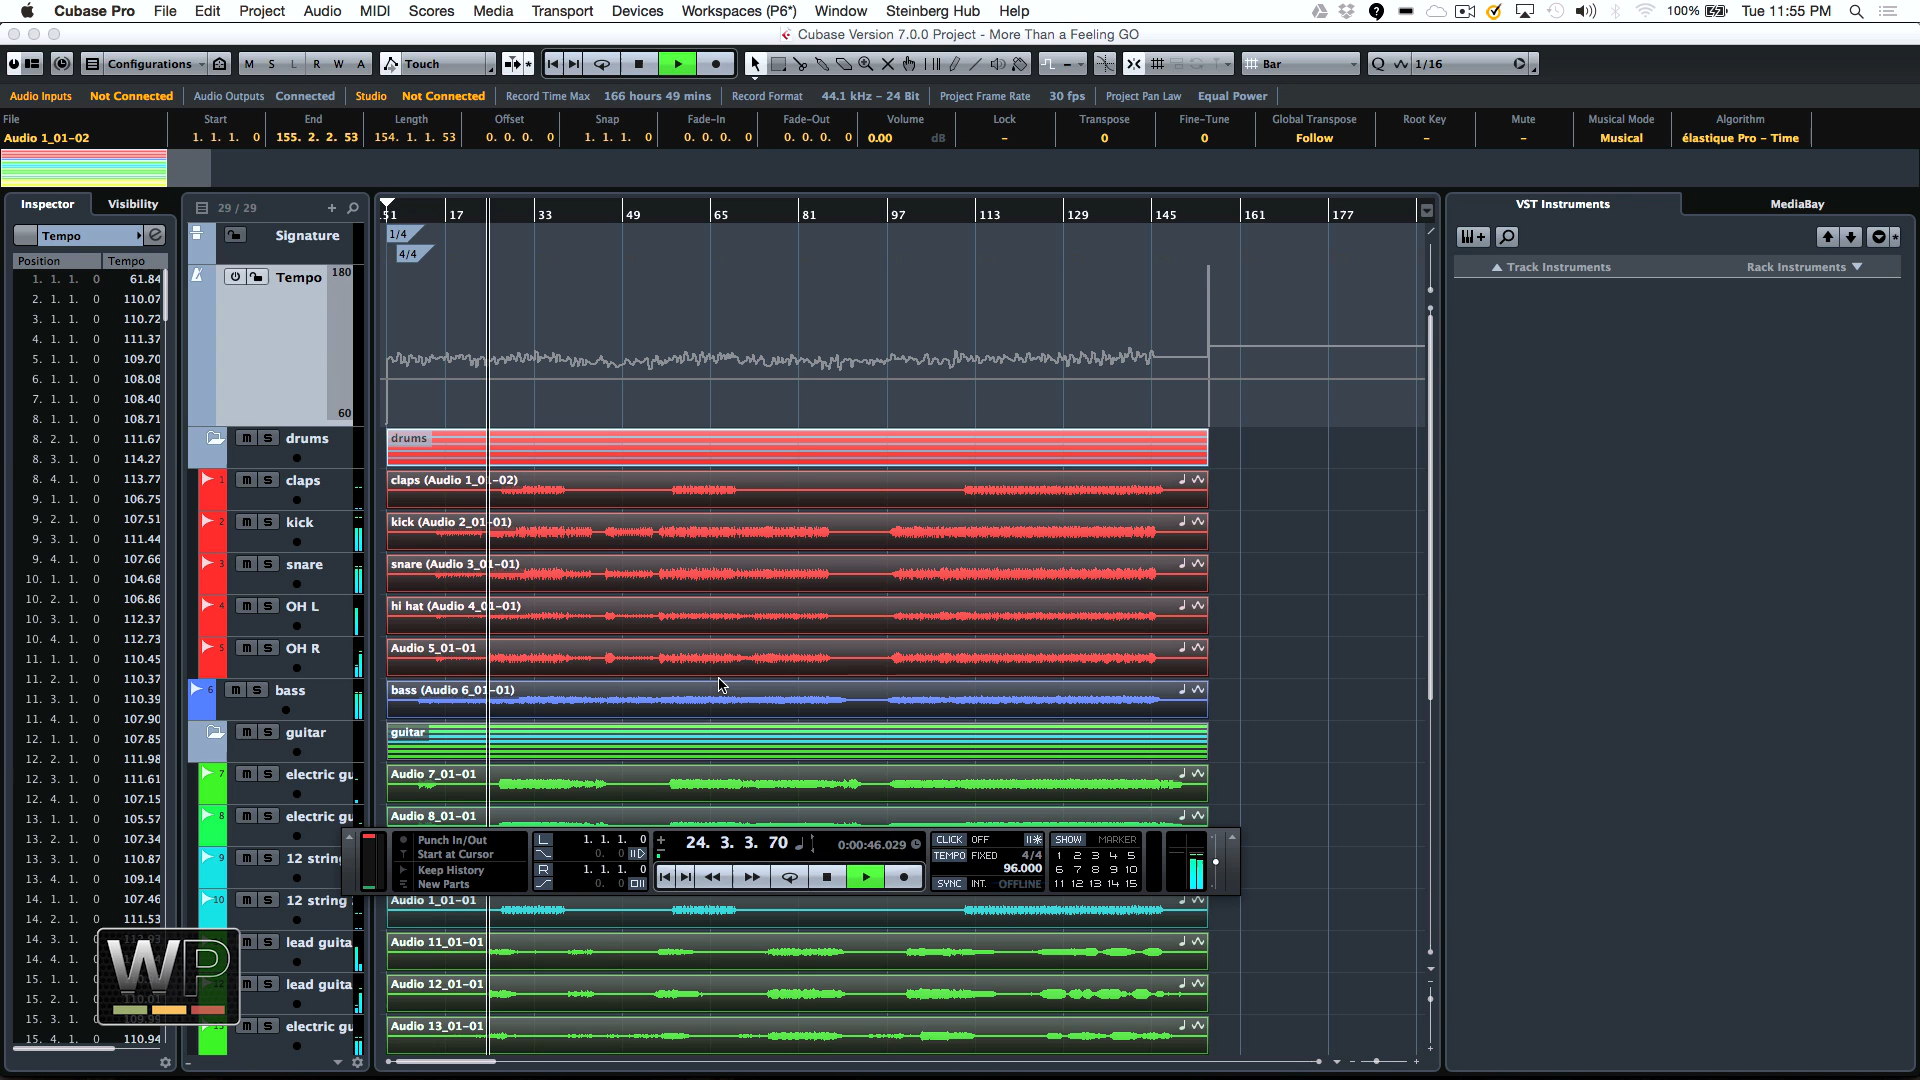 Cubase Pro File Edit Project Audio MIDI Scores Media Transport Devices Workspaces (P6*) Window Steinberg Hub Help 100% Tue 11:55 PM
Cubase Version 7.0.0 Project - More Than a Feeling GO
Configurations M S L R W A Touch Bar Q 1/16
Audio Inputs Not Connected Audio Outputs Connected Studio Not Connected Record Time Max 166 hours 49 mins Record Format 44.1 kHz - 24 Bit Project Frame Rate 30 fps Project Pan Law Equal Power
File Start End Length Offset Snap Fade-In Fade-Out Volume Lock Transpose Fine-Tune Global Transpose Root Key Mute Musical Mode Algorithm
Audio 1_01-02 1. 1. 1. 0 155. 2. 2. 53 154. 1. 1. 53 0. 0. 0. 0 1. 1. 1. 0 0. 0. 0. 0 0. 0. 0. 0 0.00 dB - 0 0 Follow - - Musical élastique Pro - Time
Inspector Visibility 29 / 29 VST Instruments MediaBay
51 17 33 49 65 81 97 113 129 145 161 177
Tempo Signature 1/4
4/4
Position Tempo Track Instruments Rack Instruments
1. 1. 1. 0 61.84 Tempo 180
2. 1. 1. 0 110.07
3. 1. 1. 0 110.72
4. 1. 1. 0 111.37
5. 1. 1. 0 109.70
6. 1. 1. 0 108.08
7. 1. 1. 0 108.40
8. 1. 1. 0 108.71 60
8. 2. 1. 0 111.67 m s drums drums
8. 3. 1. 0 114.27
8. 4. 1. 0 113.77 1 m s claps claps (Audio 1_01-02)
9. 1. 1. 0 106.75
9. 2. 1. 0 107.51 2 m s kick kick (Audio 2_01-01)
9. 3. 1. 0 111.44
9. 4. 1. 0 107.66 3 m s snare snare (Audio 3_01-01)
10. 1. 1. 0 104.68
10. 2. 1. 0 106.86 4 m s OH L hi hat (Audio 4_01-01)
10. 3. 1. 0 112.37
10. 4. 1. 0 112.73 5 m s OH R Audio 5_01-01
11. 1. 1. 0 110.45
11. 2. 1. 0 110.37 6 m s bass bass (Audio 6_01-01)
11. 3. 1. 0 110.39
11. 4. 1. 0 107.90 m s guitar guitar
12. 1. 1. 0 107.85
12. 2. 1. 0 111.98
12. 3. 1. 0 111.61 7 m s electric gu Audio 7_01-01
12. 4. 1. 0 107.15
13. 1. 1. 0 105.57 8 m s electric gu Audio 8_01-01
13. 2. 1. 0 107.34
13. 3. 1. 0 110.87 9 m s 12 string
13. 4. 1. 0 109.14
14. 1. 1. 0 107.46 10 m s 12 string Audio 1_01-01
14. 2. 1. 0 111.53
14. 3. 1. m s lead guita Audio 11_01-01
14. 4.
15. 1. m s lead guita Audio 12_01-01
15. 2.
15. 3. m s electric gu Audio 13_01-01
15. 4. 1. 0 110.94
Punch In/Out L 1. 1. 1. 0 24. 3. 3. 70 0:00:46.029 CLICK OFF SHOW MARKER
Start at Cursor 0. 0 TEMPO FIXED 4/4 1 2 3 4 5
Keep History R 1. 1. 1. 0 96.000 6 7 8 9 10
New Parts 0. 0 SYNC INT. OFFLINE 11 12 13 14 15
WP